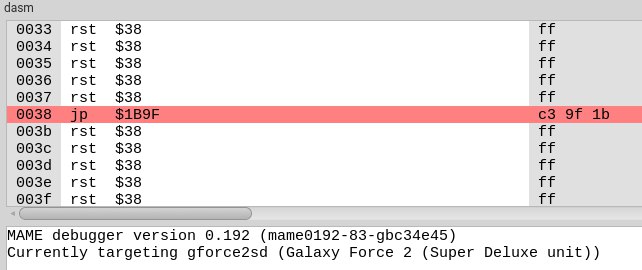 dasm
0033 rst $38 ff
0034 rst $38 ff
0035 rst $38 ff
0036 rst $38 ff
0037 rst $38 ff
0038 jp $1B9F c3 9f 1b
003b rst $38 ff
003c rst $38 ff
003d rst $38 ff
003e rst $38 ff
003f rst $38 ff
MAME debugger version 0.192 (mame0192-83-gbc34e45)
Currently targeting gforce2sd (Galaxy Force 2 (Super Deluxe unit))